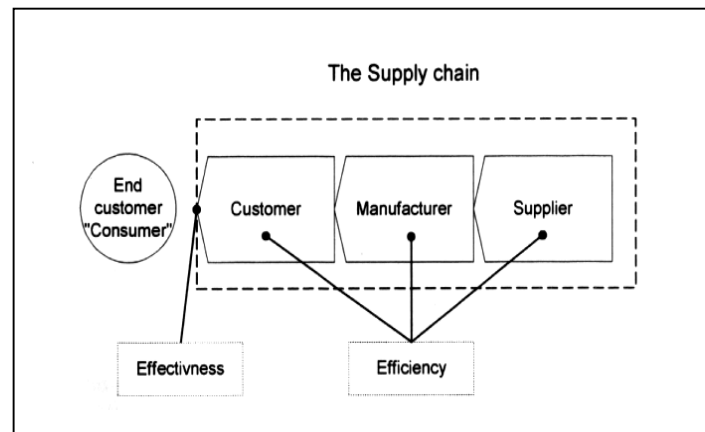 The Supply chain
End
customer
"Consumer"
Customer
Manufacturer
Supplier
Effectivness
Efficiency